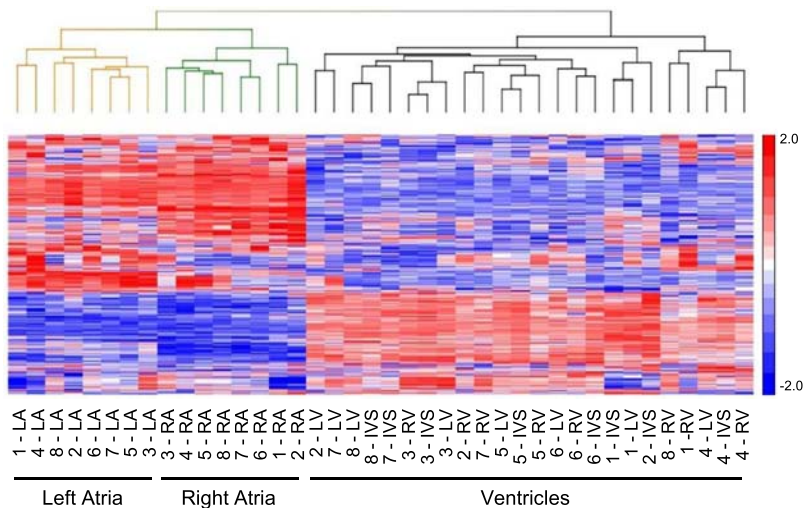 2.0
-2.0
1 - LA
4 - LA
8 - LA
2 - LA
6 - LA
7 - LA
5 - LA
3 - LA
3 - RA
4 - RA
5 - RA
8 - RA
7 - RA
6 - RA
1 - RA
2 - RA
2 - LV
7 - LV
8 - LV
8 - IVS
7 - IVS
3 - RV
3 - IVS
3 - LV
2 - RV
7 - RV
5 - LV
5 - IVS
5 - RV
6 - LV
6 - RV
6 - IVS
1 - IVS
1 - LV
2 - IVS
8 - RV
1 -RV
4 - LV
4 - IVS
4 - RV
Left Atria
Right Atria
Ventricles